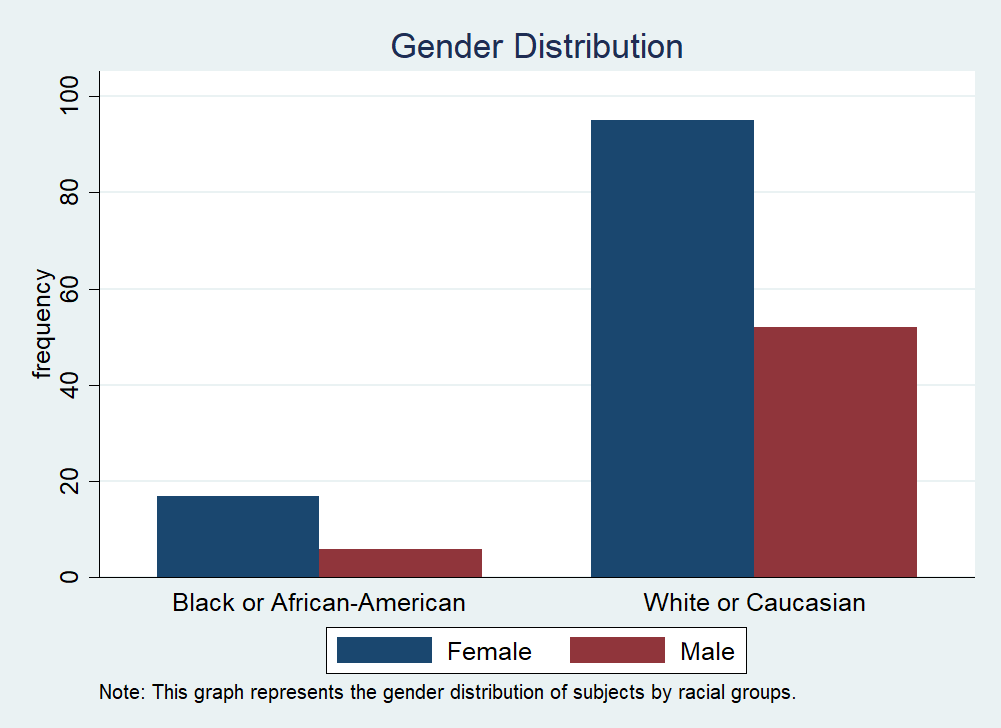 Gender Distribution
frequency
100
80
60
40
20
0
Black or African-American White or Caucasian
Female Male
Note: This graph represents the gender distribution of subjects by racial groups.